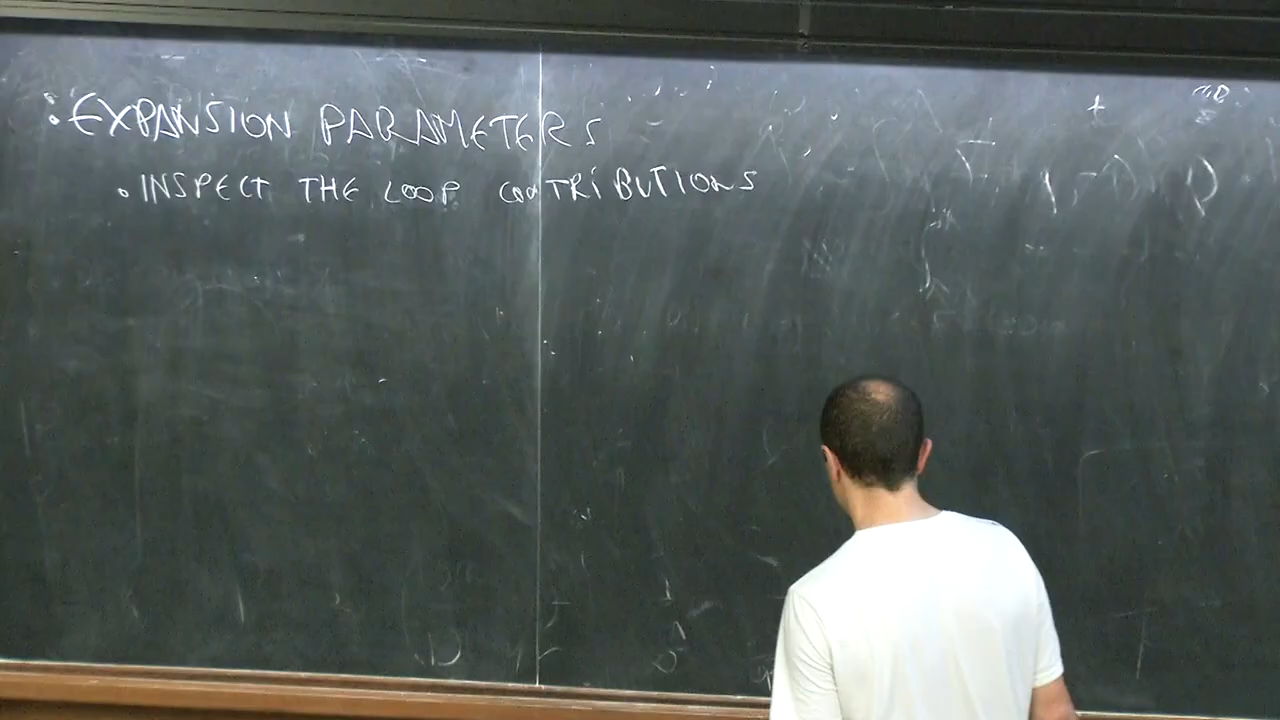 : EXPANSION PARAMETERS
• INSPECT THE LOOP CONTRIBUTIONS